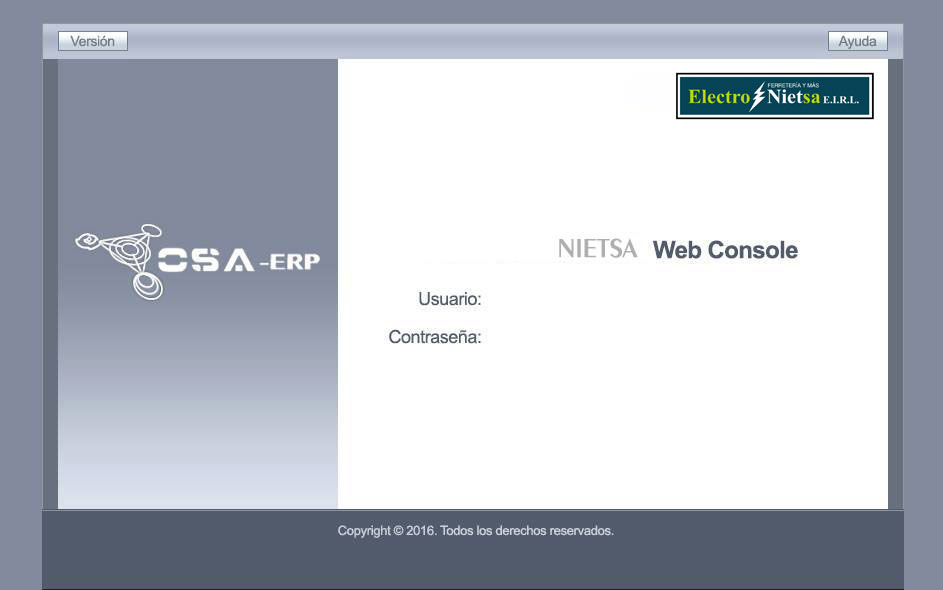 Versión
Ayuda
FERRETERÍA Y MÁS
Electro Nietsa E.I.R.L.
OSA-ERP
NIETSA Web Console
Usuario:
Contraseña:
Copyright © 2016. Todos los derechos reservados.